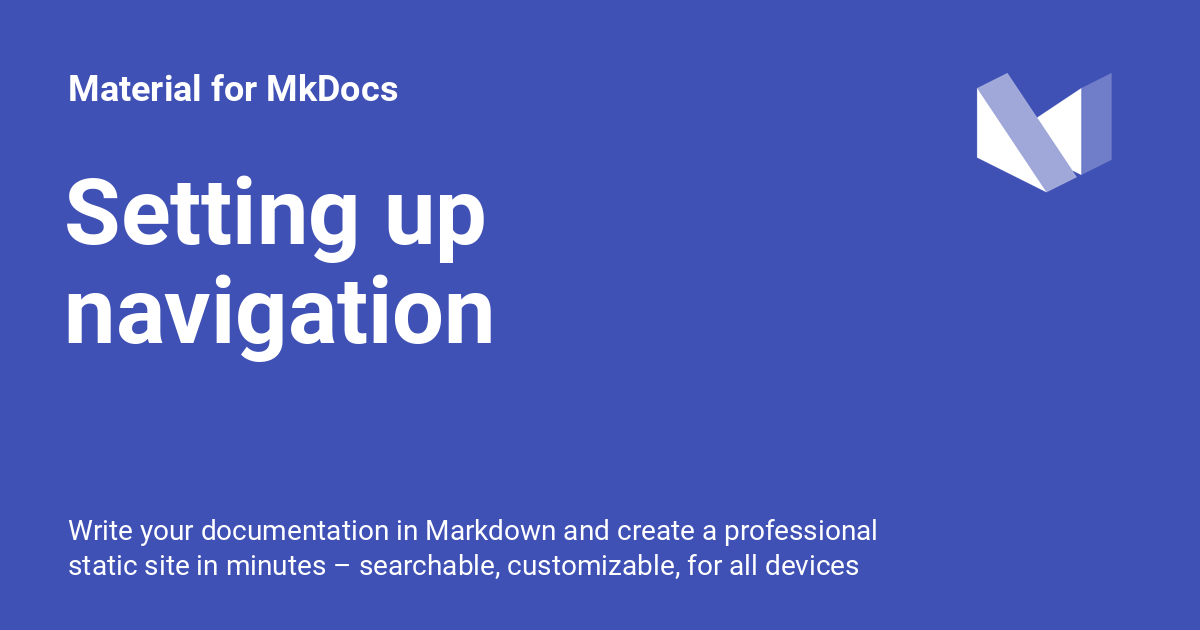 Material for MkDocs
Setting up
navigation
Write your documentation in Markdown and create a professional
static site in minutes – searchable, customizable, for all devices